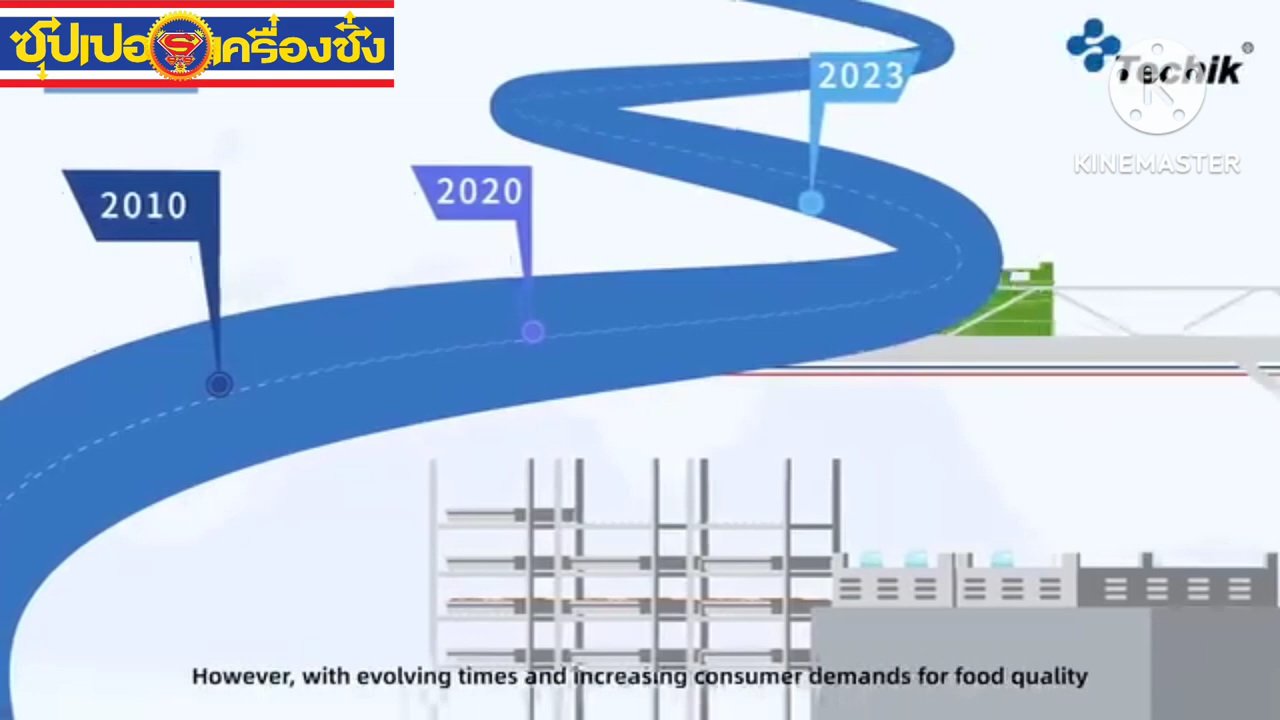 ซุปเปอร์เครื่องชั่ง
Techik®
KINEMASTER
2023
2010
2020
However, with evolving times and increasing consumer demands for food quality